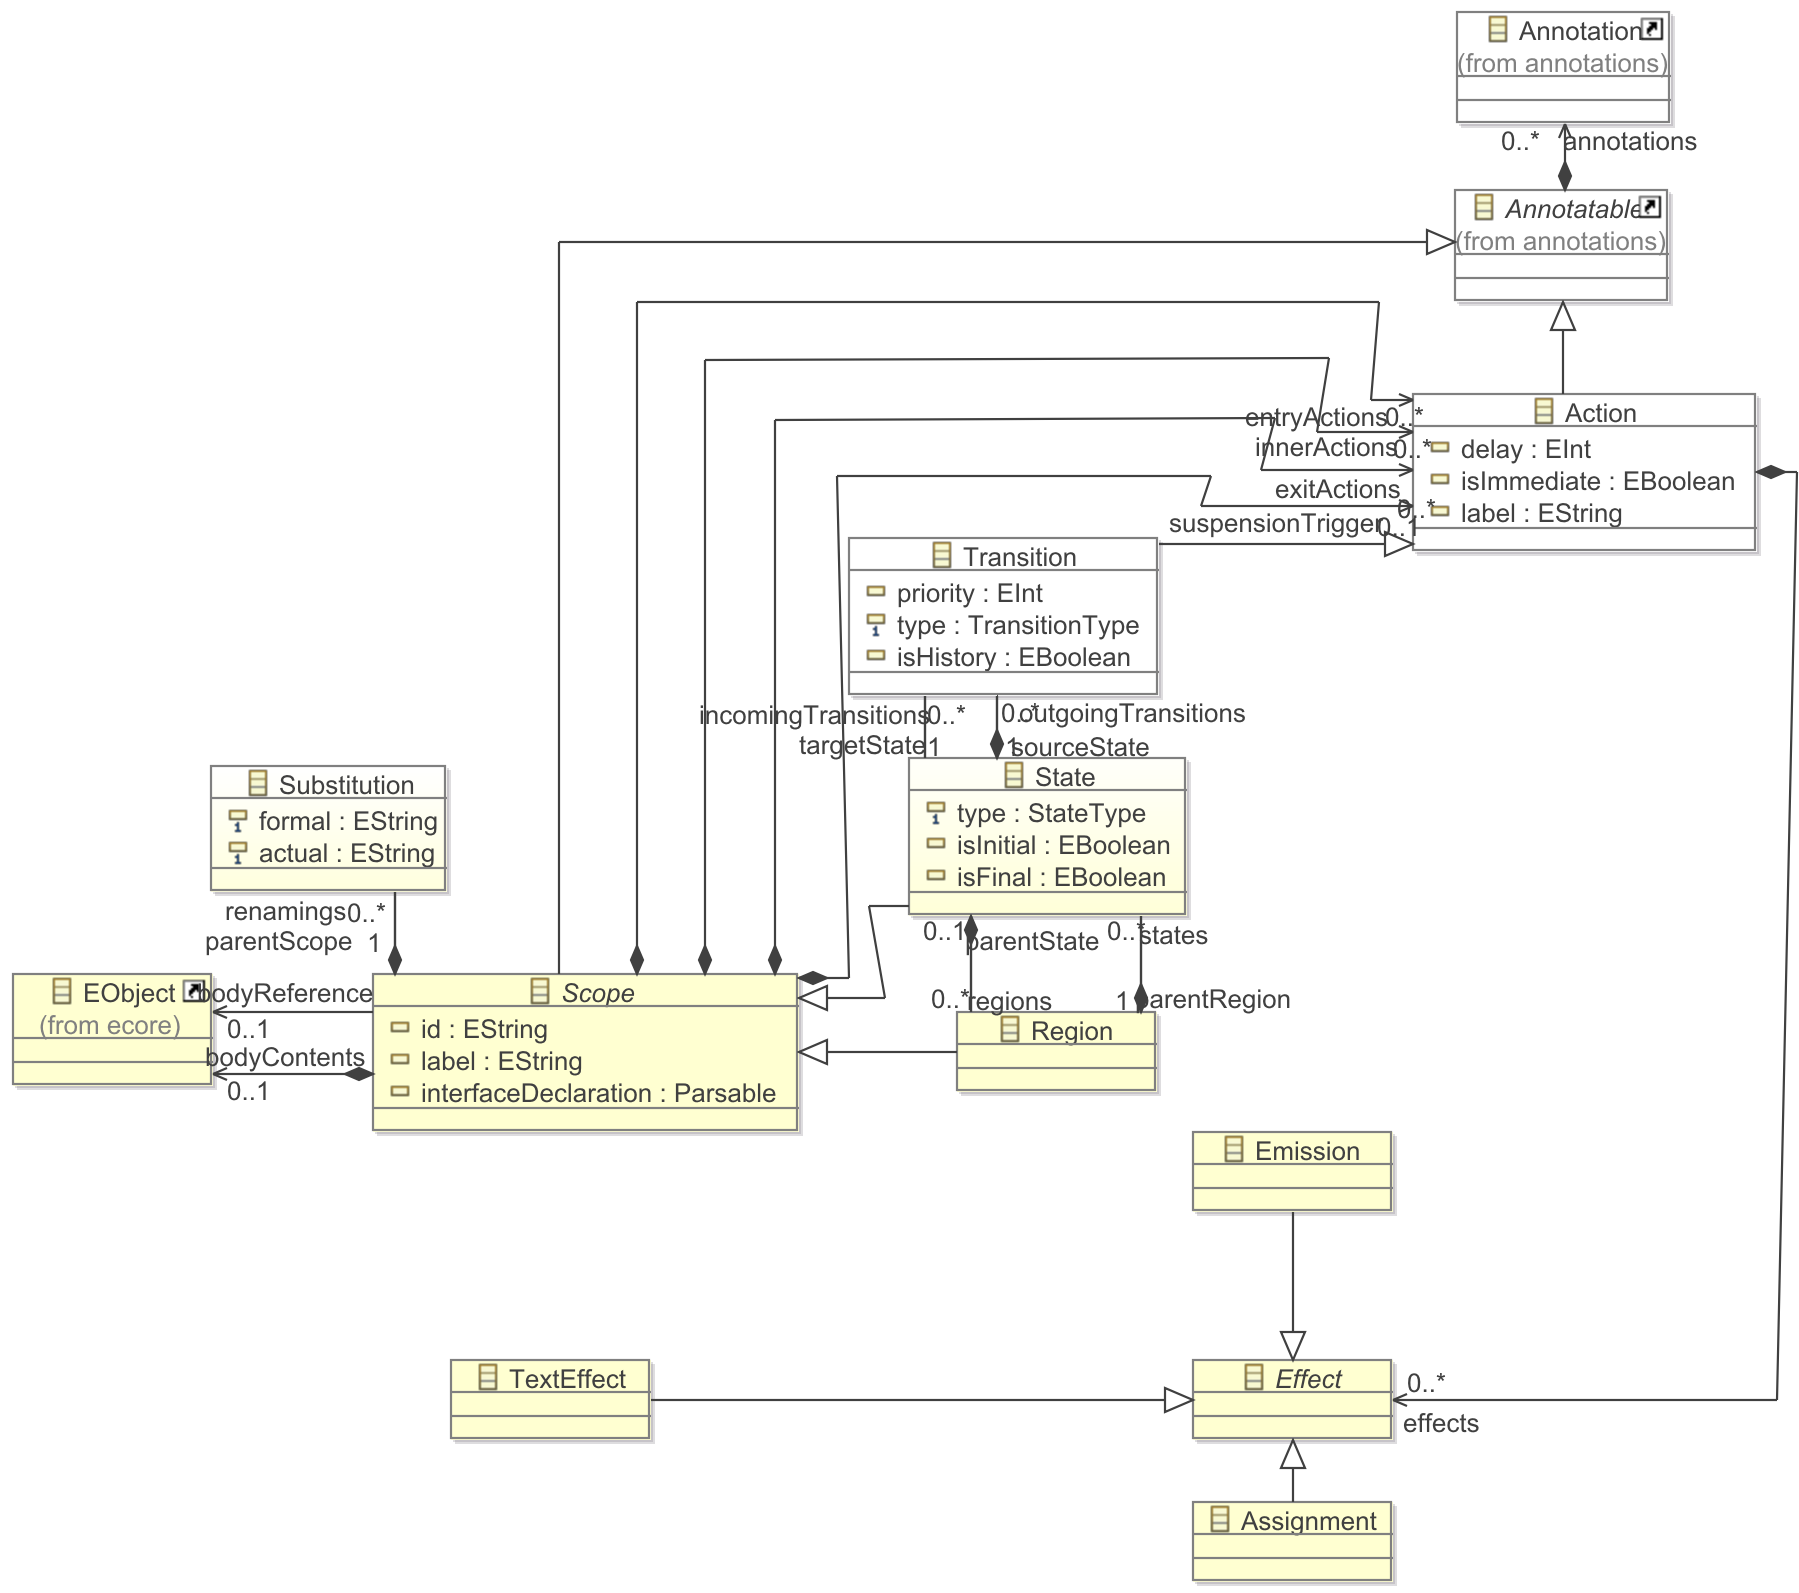 Annotation
(from annotations)
0..*
annotations
Annotatable
(from annotations)
entryActions
0..*
innerActions
0..*
exitActions
0..*
suspensionTrigger
0..1
Action
delay : EInt
isImmediate : EBoolean
label : EString
Transition
priority : EInt
type : TransitionType
isHistory : EBoolean
incomingTransitions
0..*
targetState
1
0..*
outgoingTransitions
1
sourceState
Substitution
formal : EString
actual : EString
renamings
0..*
parentScope
1
State
type : StateType
isInitial : EBoolean
isFinal : EBoolean
0..1
parentState
0..*
states
0..*
regions
1
parentRegion
EObject
(from ecore)
bodyReference
0..1
bodyContents
0..1
Scope
id : EString
label : EString
interfaceDeclaration : Parsable
Region
Emission
TextEffect
Effect
0..*
effects
Assignment